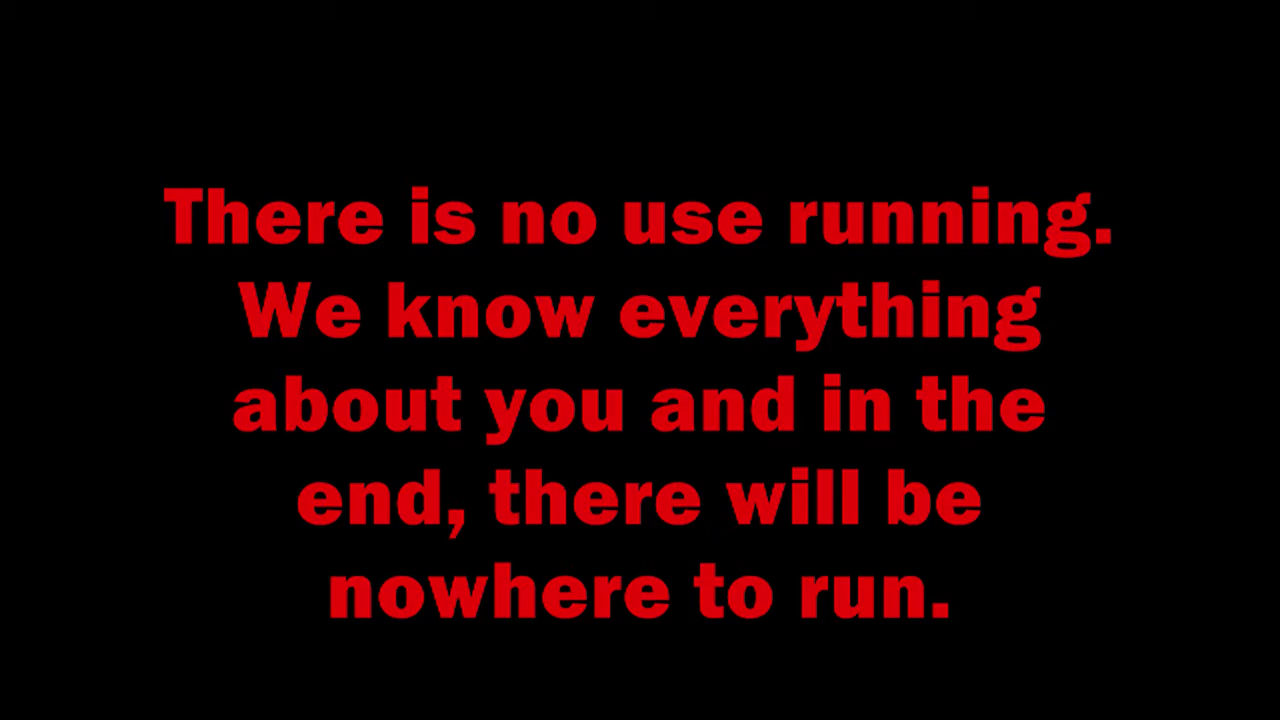 There is no use running.
We know everything
about you and in the
end, there will be
nowhere to run.